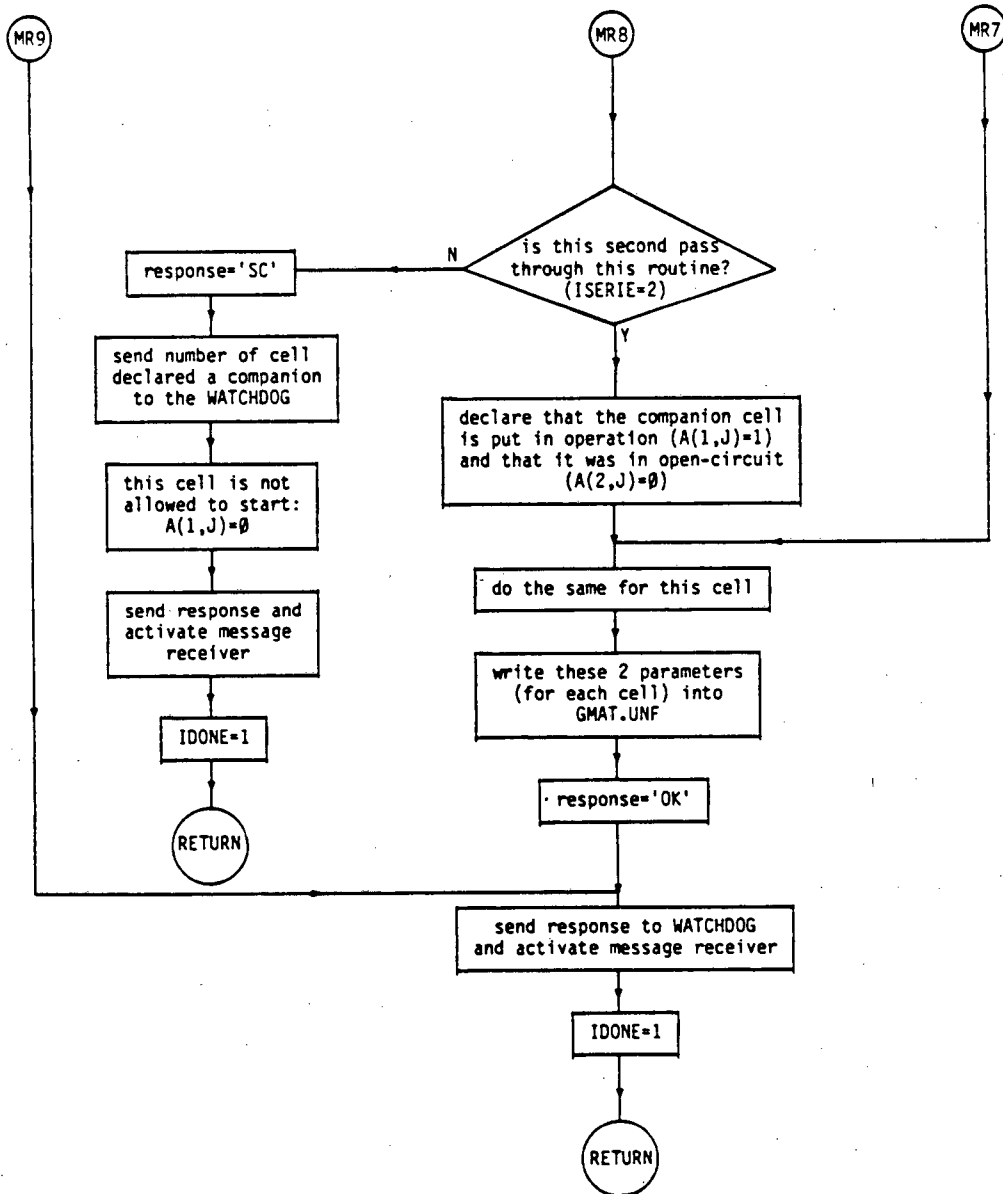 MR9
MR8
MR7
is this second pass
through this routine?
(ISERIE=2)
N
Y
response='SC'
send number of cell
declared a companion
to the WATCHDOG
this cell is not
allowed to start:
A(1,J)=0
send response and
activate message
receiver
IDONE=1
RETURN
declare that the companion cell
is put in operation (A(1,J)=1)
and that it was in open-circuit
(A(2,J)=0)
do the same for this cell
write these 2 parameters
(for each cell) into
GMAT.UNF
response='OK'
send response to WATCHDOG
and activate message receiver
IDONE=1
RETURN